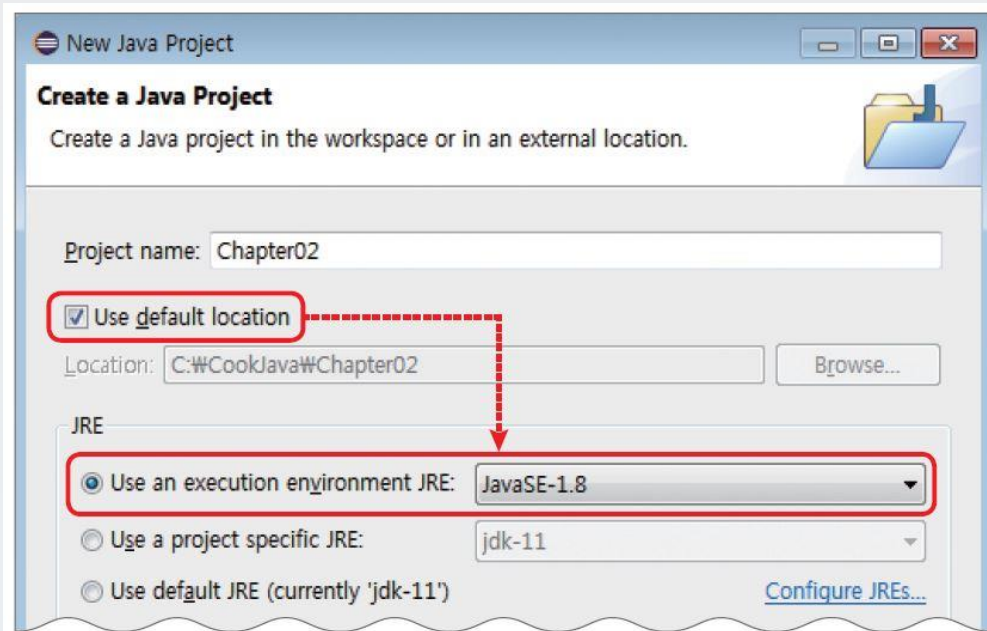 New Java Project
Create a Java Project
Create a Java project in the workspace or in an external location.
Project name: Chapter02
Use default location
Location: C:₩CookJava₩Chapter02 Browse...
JRE
Use an execution environment JRE: JavaSE-1.8
Use a project specific JRE: jdk-11
Use default JRE (currently 'jdk-11') Configure JREs...